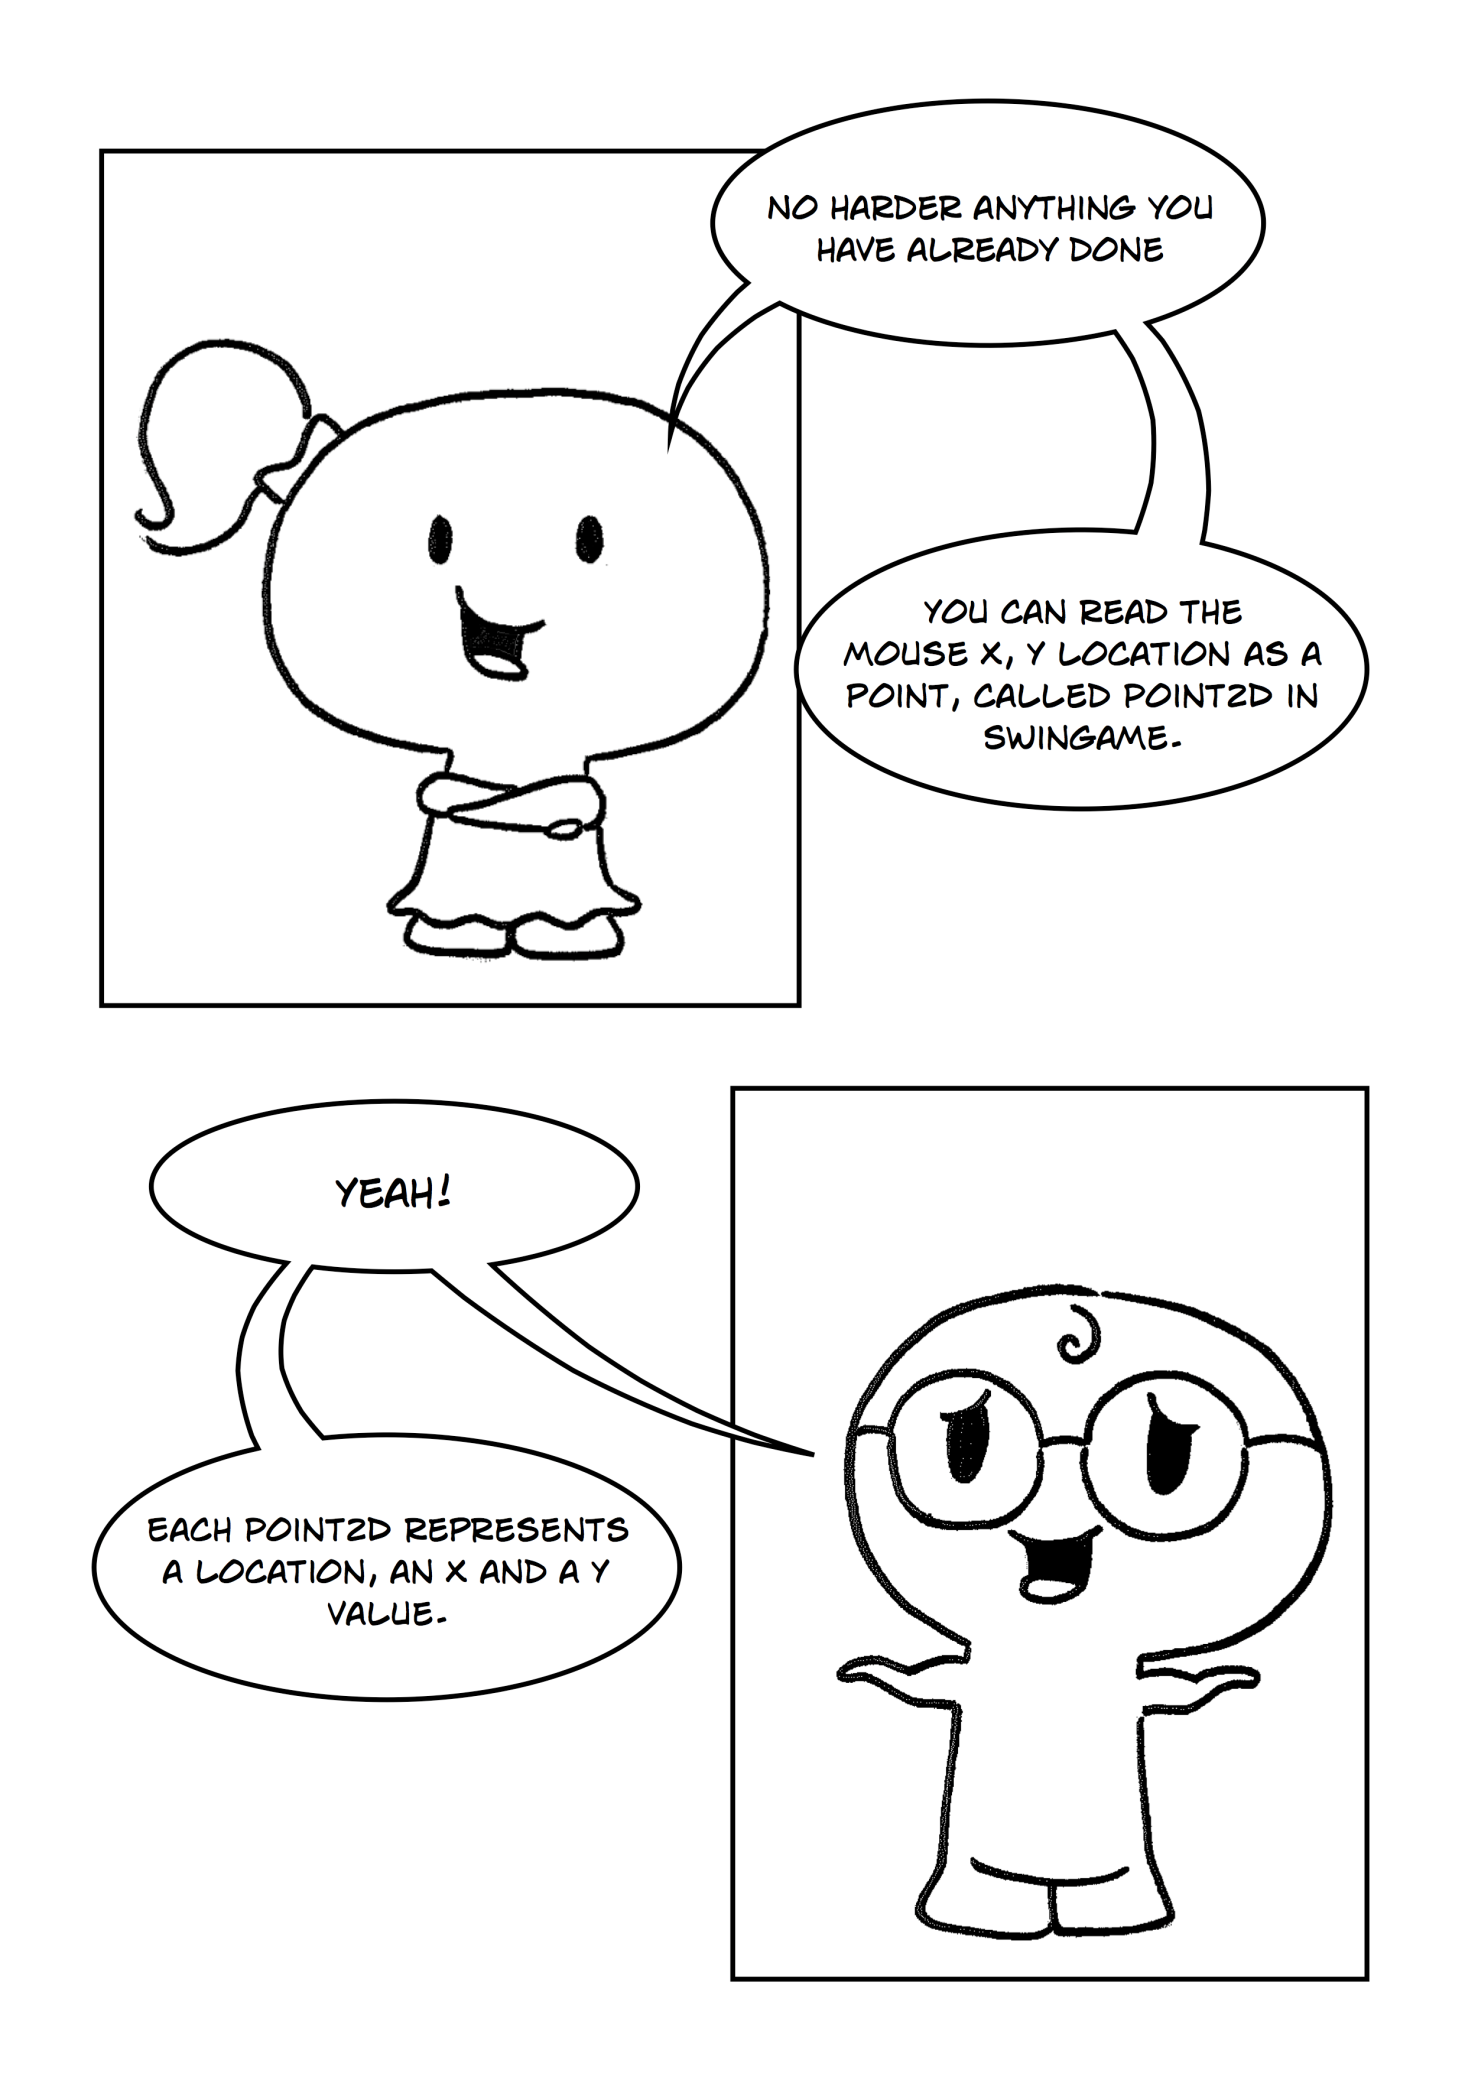 NO HARDER ANYTHING YOU
HAVE ALREADY DONE
YOU CAN READ THE
MOUSE X, Y LOCATION AS A
POINT, CALLED POINT2D IN
SWINGAME.
YEAH!
EACH POINT2D REPRESENTS
A LOCATION, AN X AND A Y
VALUE.